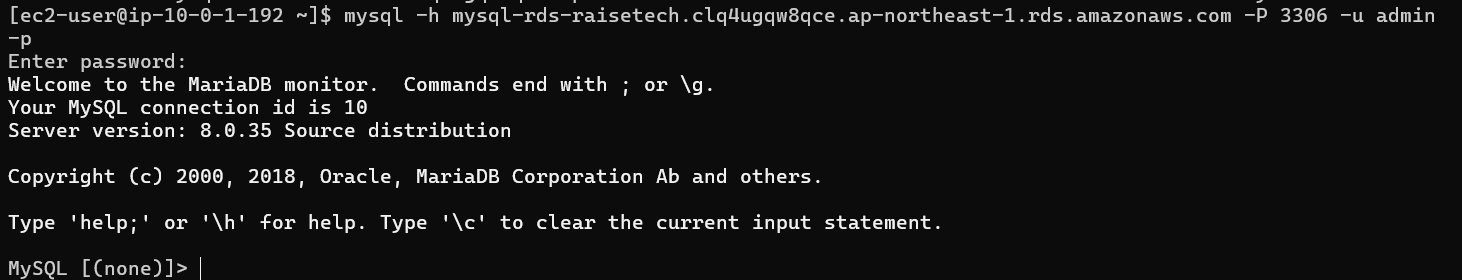 [ec2-user@ip-10-0-1-192 ~]$ mysql -h mysql-rds-raisetech.clq4ugqw8qce.ap-northeast-1.rds.amazonaws.com -P 3306 -u admin
-p
Enter password:
Welcome to the MariaDB monitor.  Commands end with ; or \g.
Your MySQL connection id is 10
Server version: 8.0.35 Source distribution
Copyright (c) 2000, 2018, Oracle, MariaDB Corporation Ab and others.
Type 'help;' or '\h' for help. Type '\c' to clear the current input statement.
MySQL [(none)]>